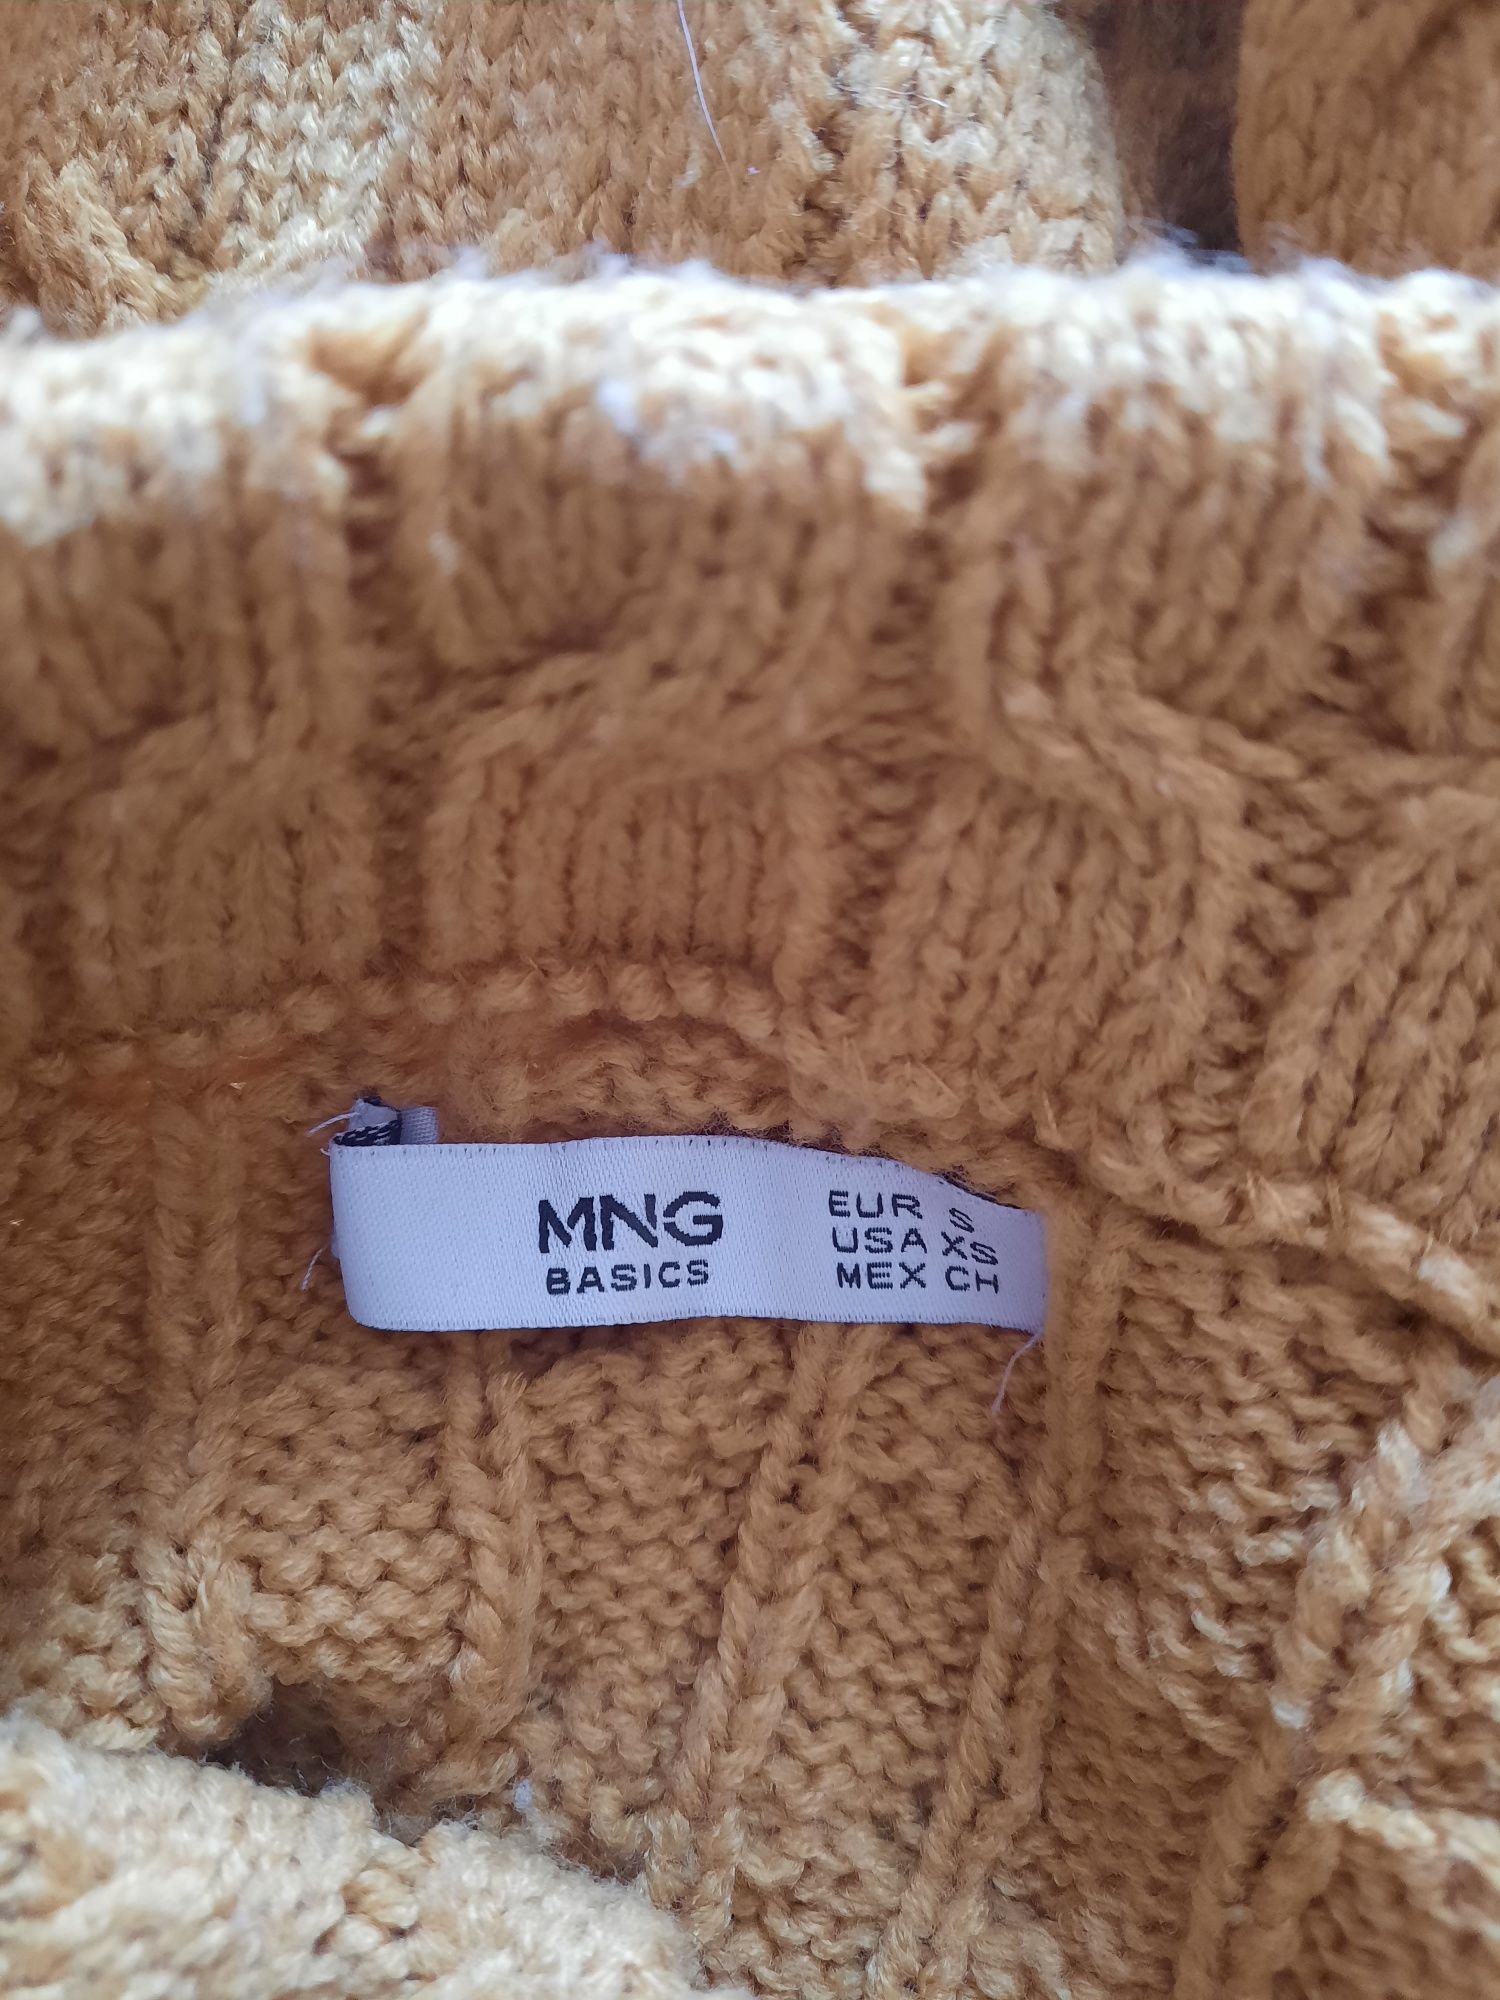 MNG
BASICS
EUR S
USA XS
MEX CH